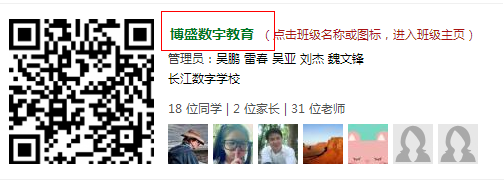 博盛数字教育 （点击班级名称或图标，进入班级主页）
管理员：吴鹏 雷春 吴亚 刘杰 魏文锋
长江数字学校
18 位同学 | 2 位家长 | 31 位老师